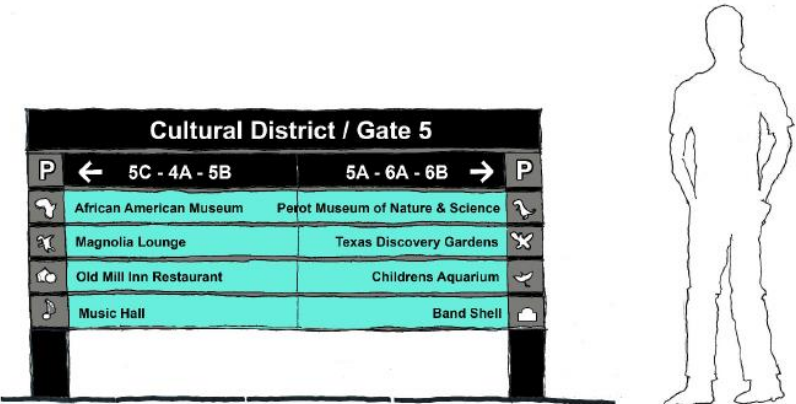 Cultural District / Gate 5
P ← 5C - 4A - 5B 5A - 6A - 6B → P
African American Museum Perot Museum of Nature & Science
Magnolia Lounge Texas Discovery Gardens
Old Mill Inn Restaurant Childrens Aquarium
Music Hall Band Shell